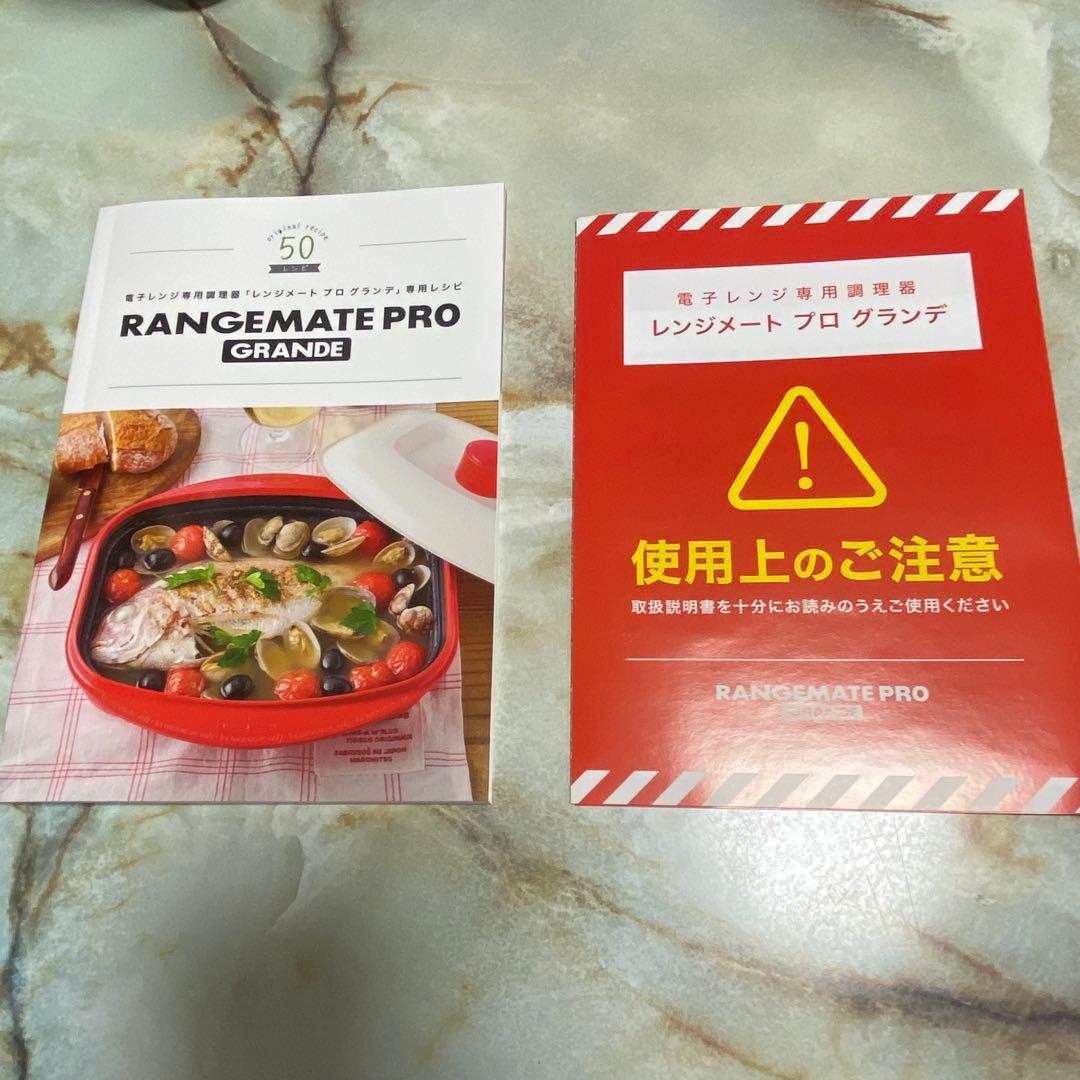 original recipe
50
レシピ
電子レンジ専用調理器「レンジメート プロ グランデ」専用レシピ
RANGEMATE PRO
GRANDE
電子レンジ専用調理器
レンジメート プロ グランデ
!
使用上のご注意
取扱説明書を十分にお読みのうえご使用ください
RANGEMATE PRO